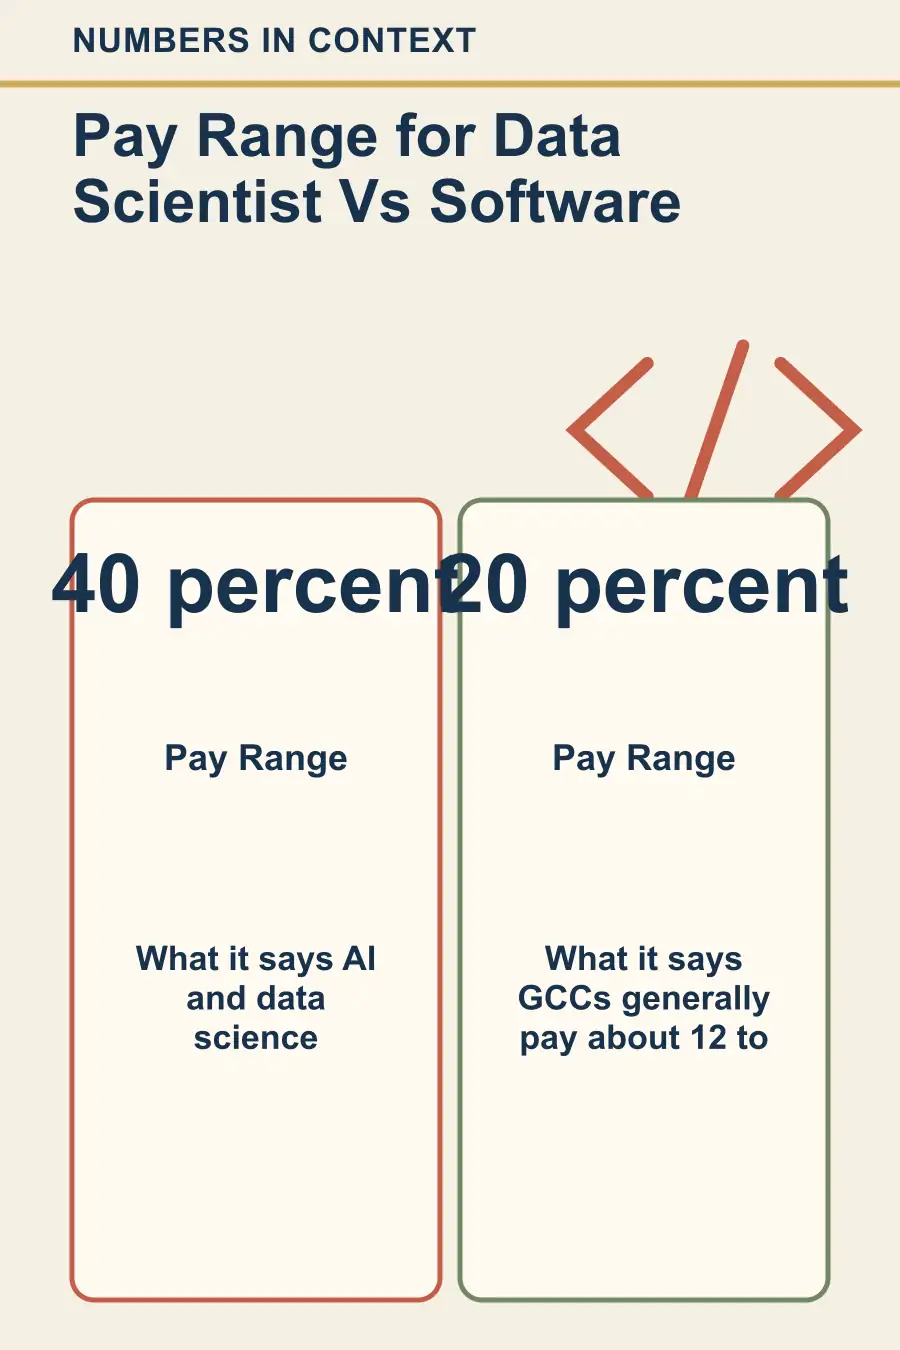 NUMBERS IN CONTEXT
Pay Range for Data
Scientist Vs Software
</>
40 percent
Pay Range
What it says AI
and data
science
20 percent
Pay Range
What it says
GCCs generally
pay about 12 to